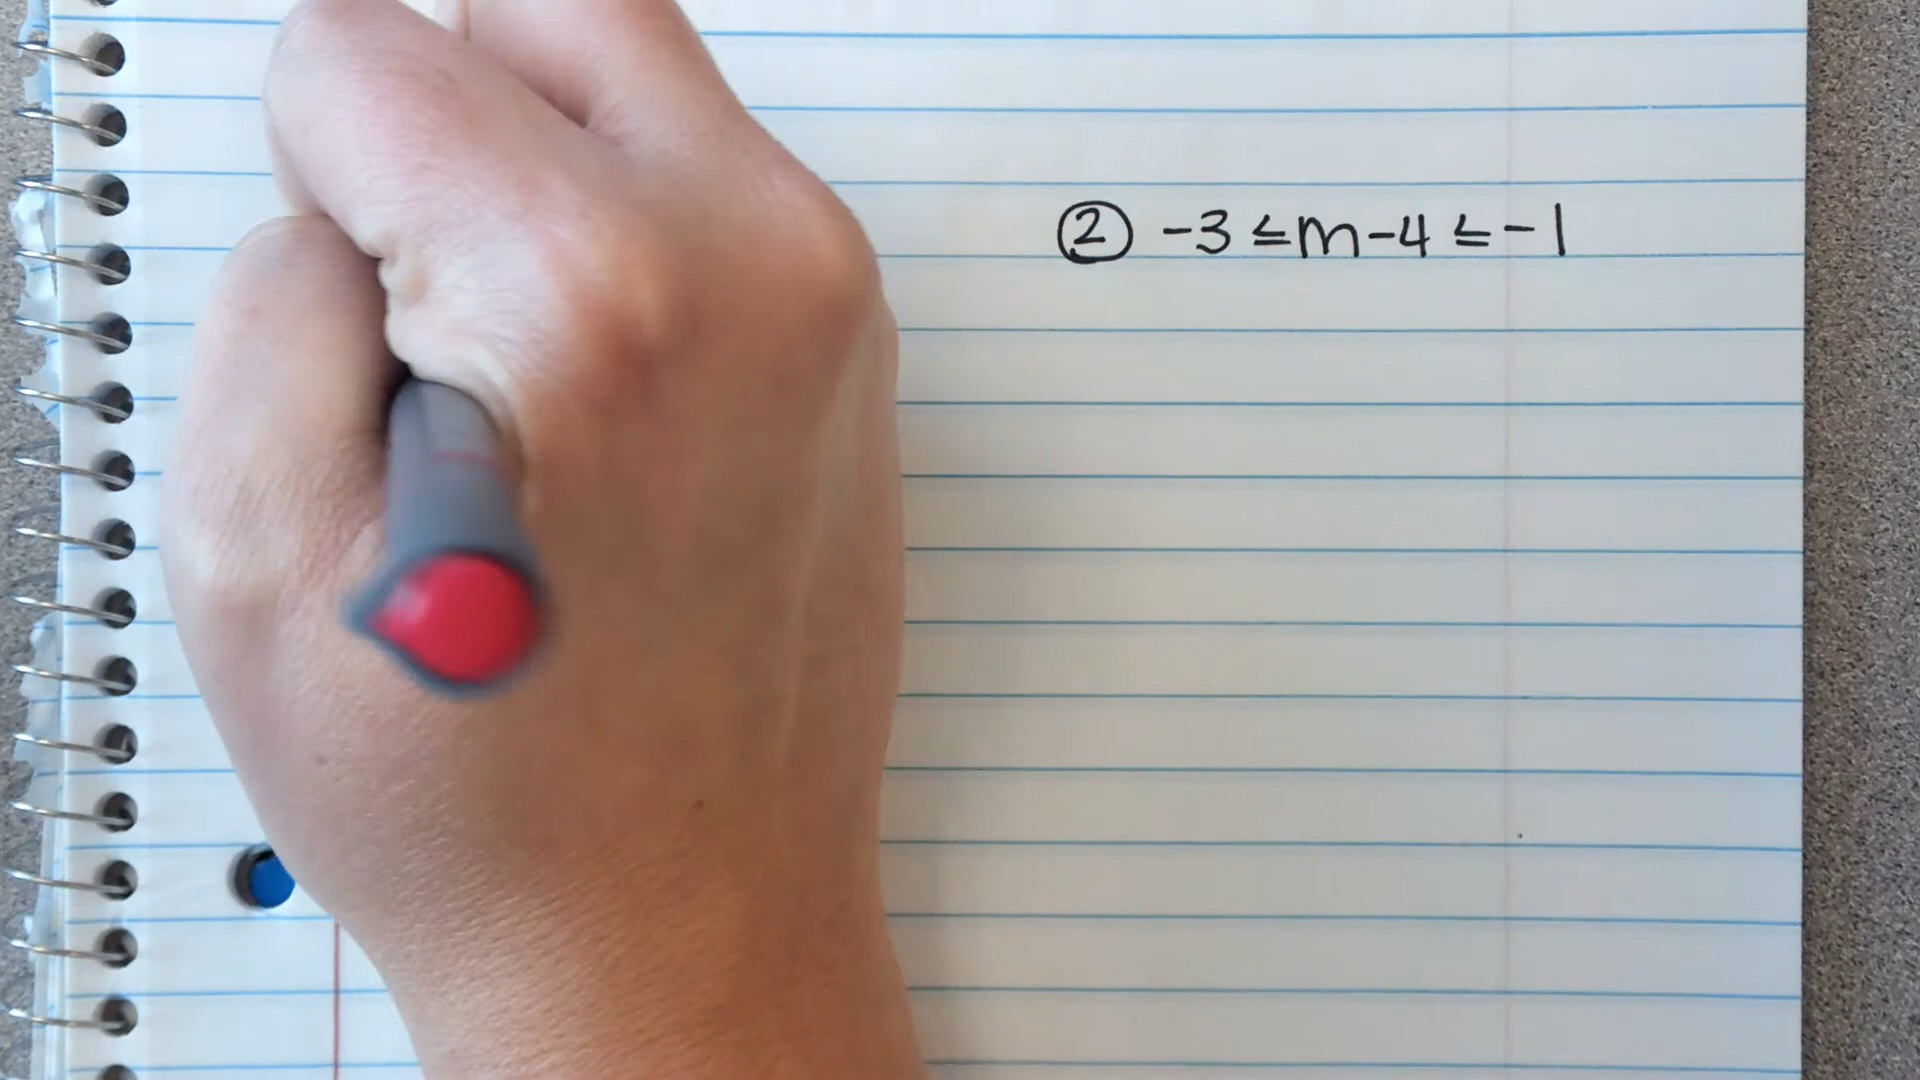 ② -3 ≤ m-4 ≤ -1